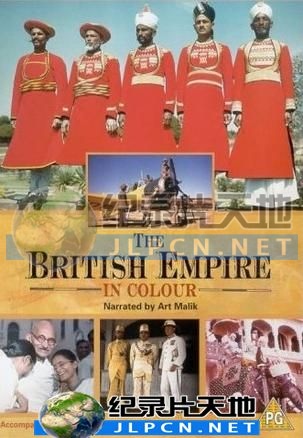 纪录片天地
JLPCN.NET
THE
BRITISH EMPIRE
IN COLOUR
Narrated by Art Malik
Accompa
纪录片天地
JLPCN.NET
PG